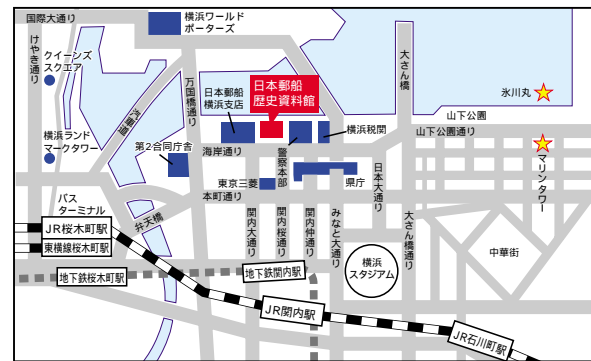 国際大通り
横浜ワールド
ポーターズ
けやき通り
クイーンズ
スクエア
万国橋通り
大さん橋
氷川丸
汽車道
日本郵船
横浜支店
日本郵船
歴史資料館
山下公園
山下公園通り
横浜ランド
マークタワー
第2合同庁舎
海岸通り
警察本部
横浜税関
マリンタワー
東京三菱
県庁
日本大通り
本町通り
バス
ターミナル
弁天橋
関内大通り
関内桜通り
関内仲通り
みなと大通り
大さん橋通り
JR桜木町駅
東横線桜木町駅
地下鉄桜木町駅
地下鉄関内駅
横浜
スタジアム
中華街
JR関内駅
JR石川町駅